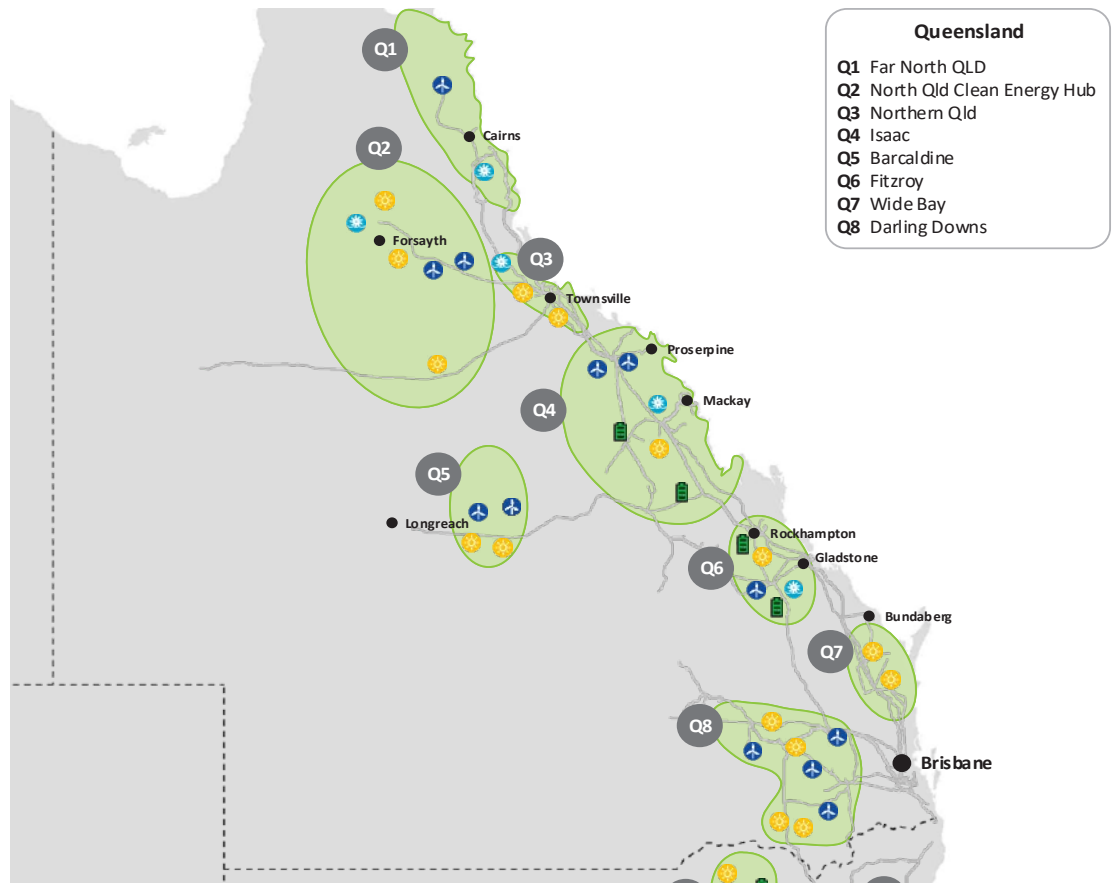 Queensland
Q1 Far North QLD
Q2 North Qld Clean Energy Hub
Q3 Northern Qld
Q4 Isaac
Q5 Barcaldine
Q6 Fitzroy
Q7 Wide Bay
Q8 Darling Downs
Q1
Cairns
Q2
Forsayth
Q3
Townsville
Proserpine
Q4
Mackay
Q5
Longreach
Rockhampton
Gladstone
Q6
Bundaberg
Q7
Q8
Brisbane